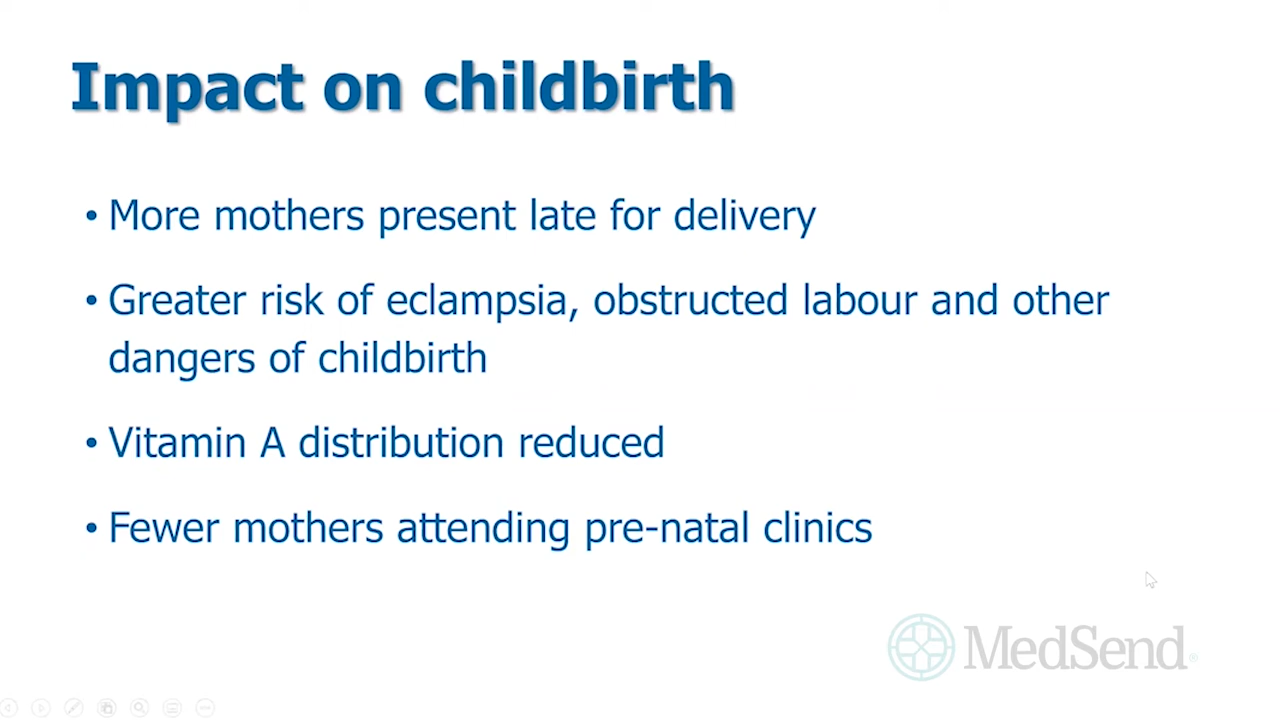 Impact on childbirth
• More mothers present late for delivery
• Greater risk of eclampsia, obstructed labour and other
dangers of childbirth
• Vitamin A distribution reduced
• Fewer mothers attending pre-natal clinics
MedSend®